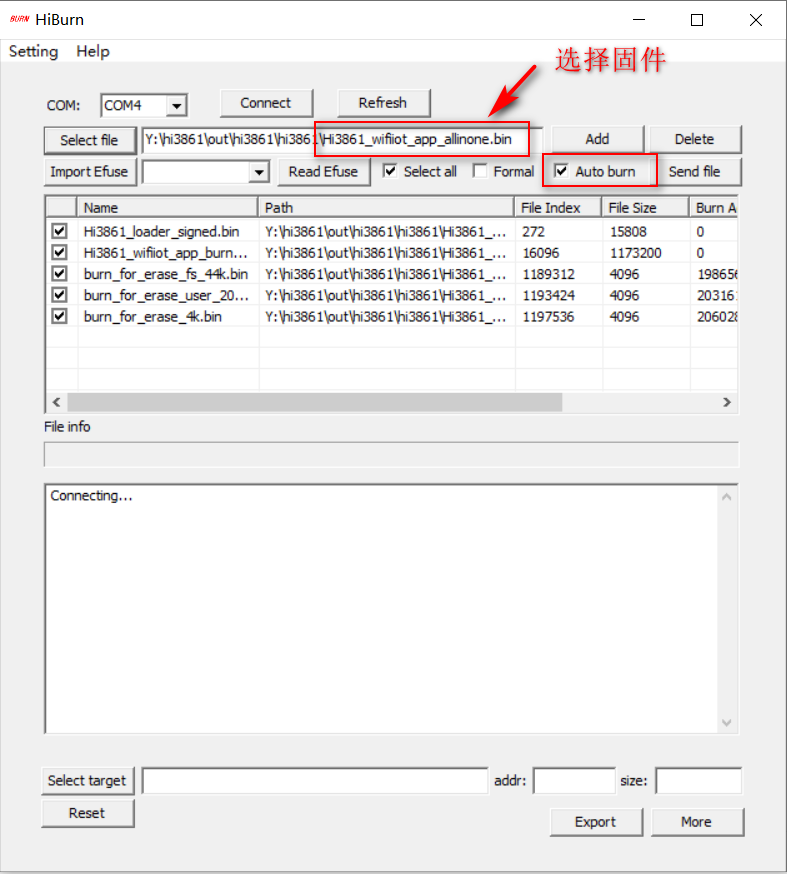 BURN HiBurn
Setting Help
选择固件
COM: COM4 Connect Refresh
Select file Y:\hi3861\out\hi3861\hi3861\Hi3861_wifiiot_app_allinone.bin Add Delete
Import Efuse Read Efuse Select all Formal Auto burn Send file
Name Path File Index File Size Burn A
Hi3861_loader_signed.bin Y:\hi3861\out\hi3861\hi3861\Hi3861_... 272 15808 0
Hi3861_wifiiot_app_burn... Y:\hi3861\out\hi3861\hi3861\Hi3861_... 16096 1173200 0
burn_for_erase_fs_44k.bin Y:\hi3861\out\hi3861\hi3861\Hi3861_... 1189312 4096 198656
burn_for_erase_user_20... Y:\hi3861\out\hi3861\hi3861\Hi3861_... 1193424 4096 203161
burn_for_erase_4k.bin Y:\hi3861\out\hi3861\hi3861\Hi3861_... 1197536 4096 206028
File info
Connecting...
Select target addr: size:
Reset
Export More